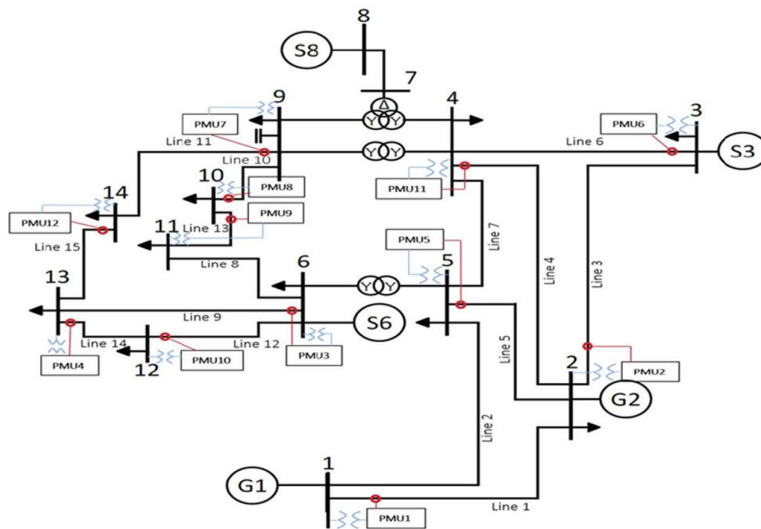 8
S8
7
9
4
3
PMU7
PMU6
Line 11
Line 6
S3
Line 10
10
PMU8
PMU11
14
PMU9
PMU12
11
Line 13
Line 7
PMU5
Line 15
Line 8
6
5
Line 4
Line 3
13
Line 9
S6
Line 14
Line 12
Line 5
2
PMU4
12
PMU10
PMU3
PMU2
G2
Line 2
1
G1
Line 1
PMU1
Δ
Y Y
Y Y
Y Y